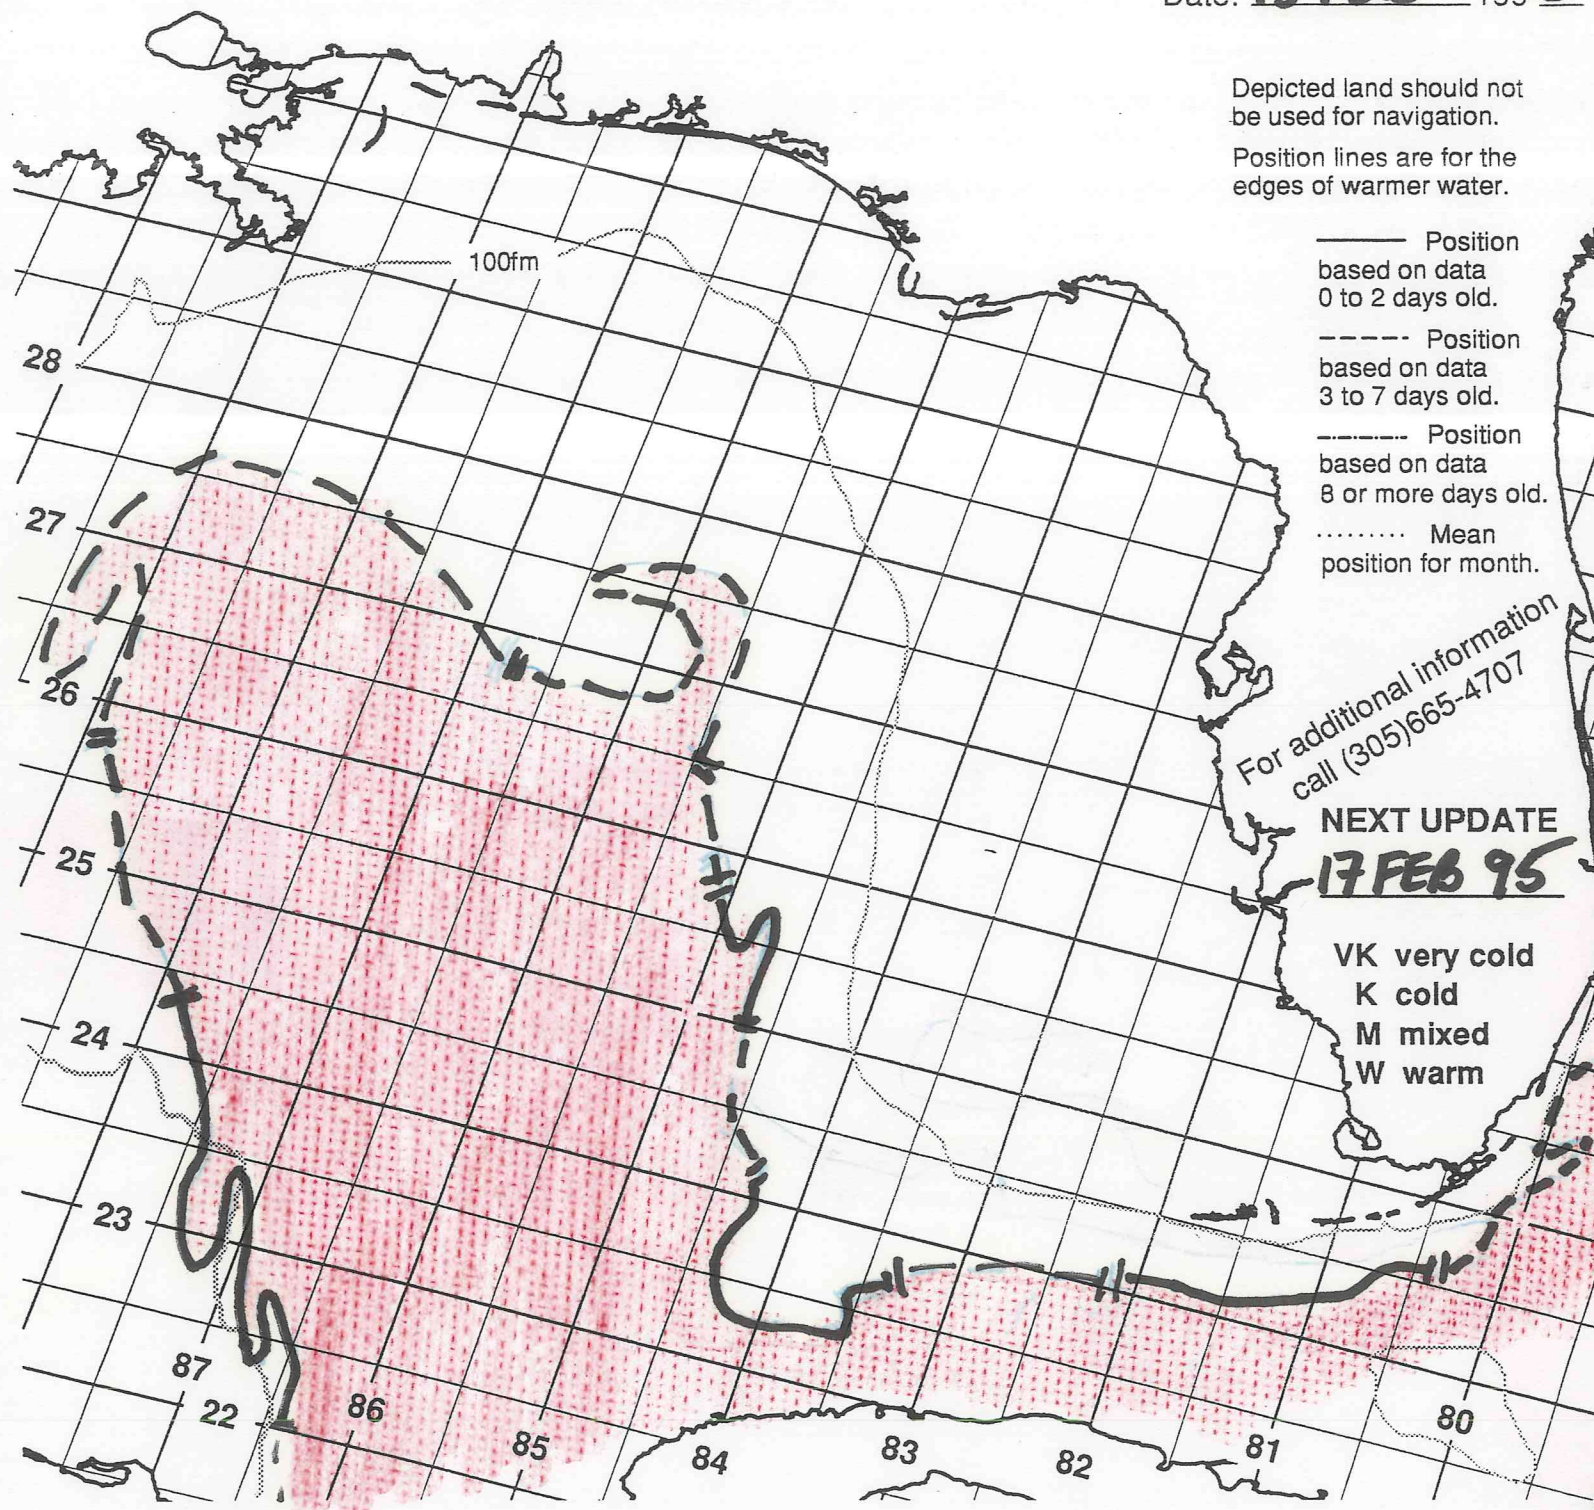 Depicted land should not
be used for navigation.
Position lines are for the
edges of warmer water.
Position
based on data
0 to 2 days old.
Position
based on data
3 to 7 days old.
Position
based on data
8 or more days old.
Mean
position for month.
For additional information
call (305)665-4707
NEXT UPDATE
17 FEB 95
VK very cold
K cold
M mixed
W warm
100fm
28
27
26
25
24
23
22
87
86
85
84
83
82
81
80